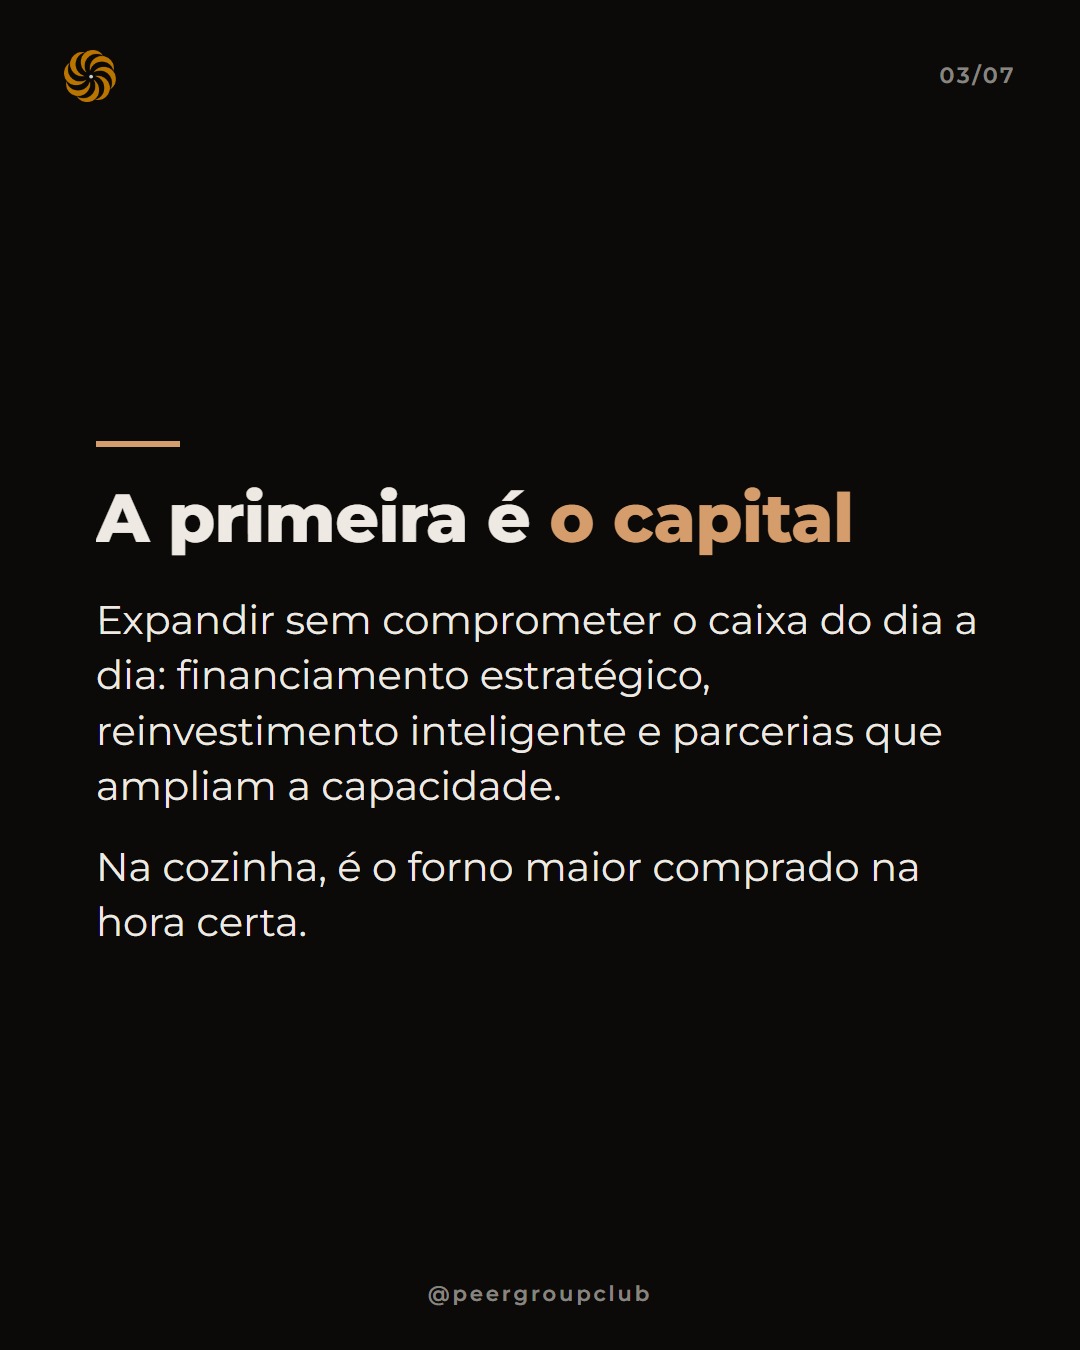 03/07
A primeira é o capital
Expandir sem comprometer o caixa do dia a
dia: financiamento estratégico,
reinvestimento inteligente e parcerias que
ampliam a capacidade.
Na cozinha, é o forno maior comprado na
hora certa.
@peergroupclub